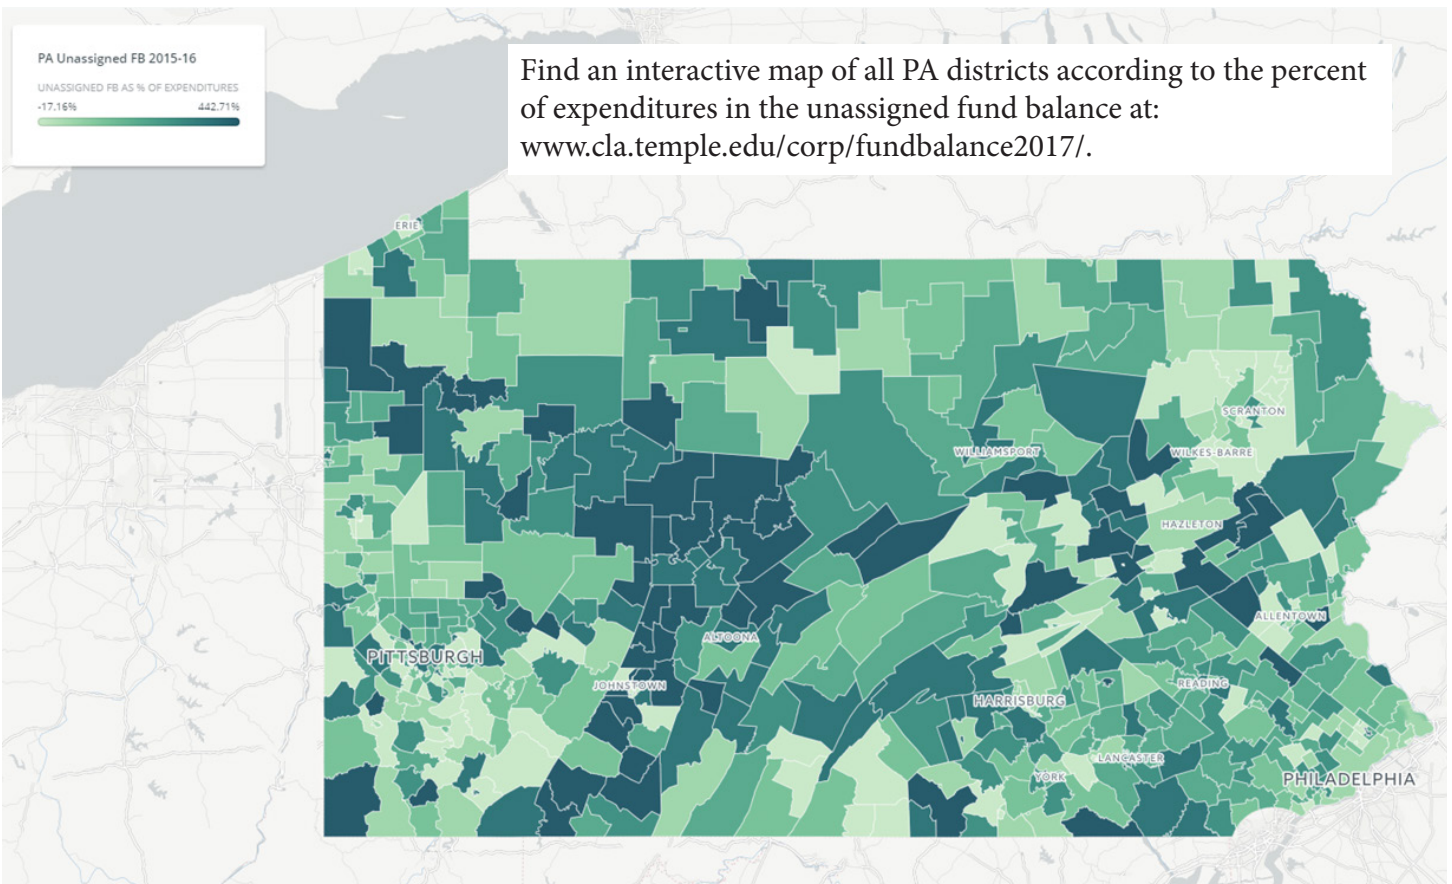 PA Unassigned FB 2015-16
UNASSIGNED FB AS % OF EXPENDITURES
-17.16% 442.71%
Find an interactive map of all PA districts according to the percent
of expenditures in the unassigned fund balance at:
www.cla.temple.edu/corp/fundbalance2017/.
ERIE
SCRANTON
WILLIAMSPORT
WILKES-BARRE
HAZLETON
ALLENTOWN
ALTOONA
PITTSBURGH
JOHNSTOWN
READING
HARRISBURG
LANCASTER
YORK
PHILADELPHIA